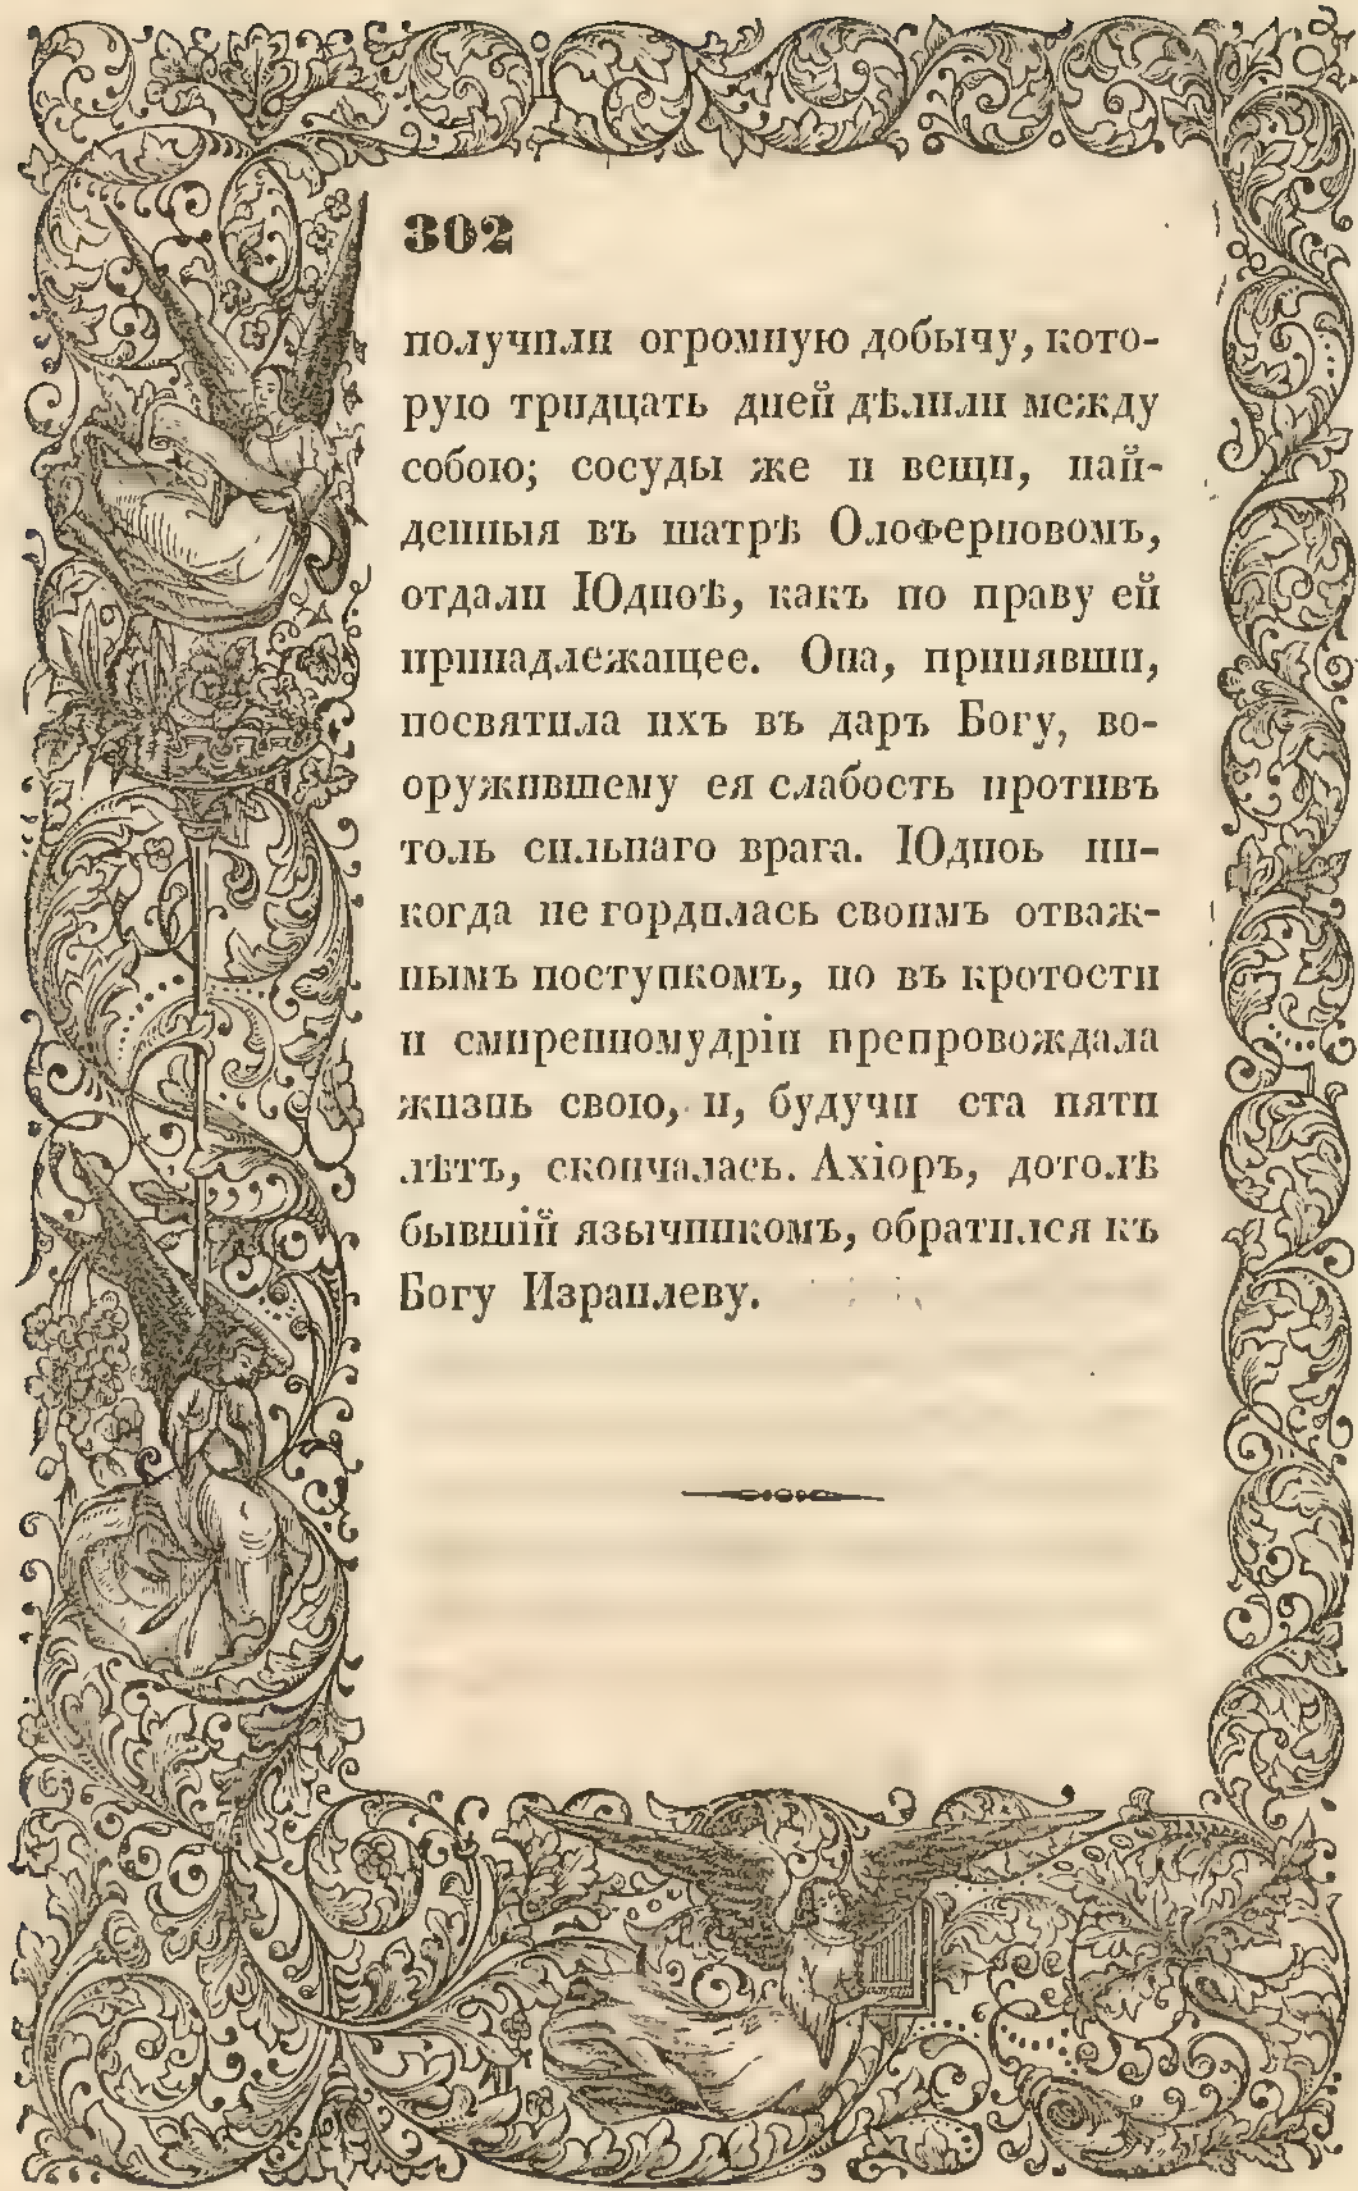 302
получили огромную добычу, кото-
рую тридцать дней дѣлили между
собою; сосуды же и вещи, най-
денныя въ шатрѣ Олоферновомъ,
отдали Юдиѳѣ, какъ по праву ей
принадлежащее. Она, принявши,
посвятила ихъ въ даръ Богу, во-
оружившему ея слабость противъ
толь сильнаго врага. Юдиѳь ни-
когда не гордилась своимъ отваж-
нымъ поступкомъ, но въ кротости
и смиренномудріи препровождала
жизнь свою, и, будучи ста пяти
лѣтъ, скончалась. Ахіоръ, дотолѣ
бывшій язычникомъ, обратился къ
Богу Израилеву.